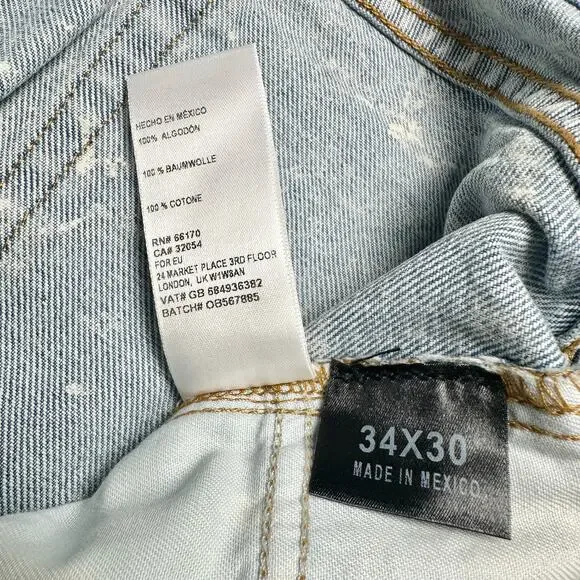 HECHO EN MÉXICO
100% ALGODÓN
100 % BAUMWOLLE
100 % COTONE
RN# 66170
CA# 32054
FOR EU
24 MARKET PLACE 3RD FLOOR
LONDON, UK W1W8AN
VAT# GB 684936382
BATCH# OB567885
34X30
MADE IN MEXICO